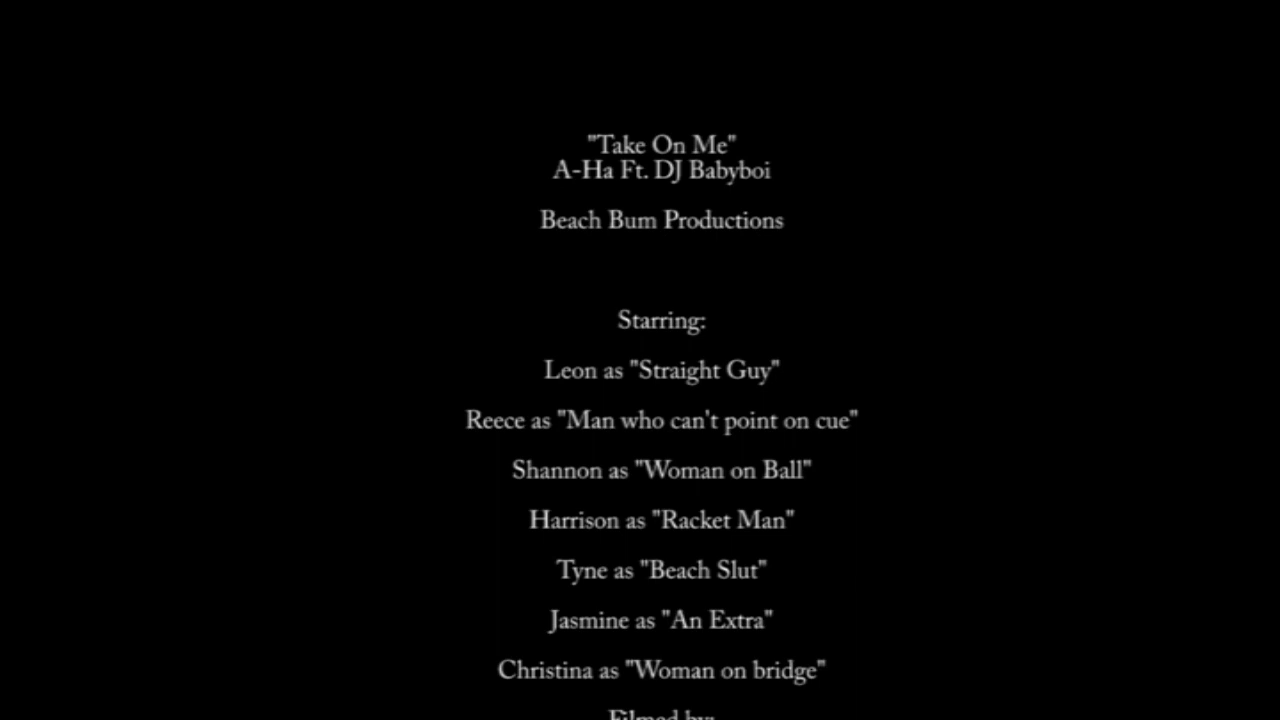 "Take On Me"
A-Ha Ft. DJ Babyboi
Beach Bum Productions
Starring:
Leon as "Straight Guy"
Reece as "Man who can't point on cue"
Shannon as "Woman on Ball"
Harrison as "Racket Man"
Tyne as "Beach Slut"
Jasmine as "An Extra"
Christina as "Woman on bridge"
Filmed by: